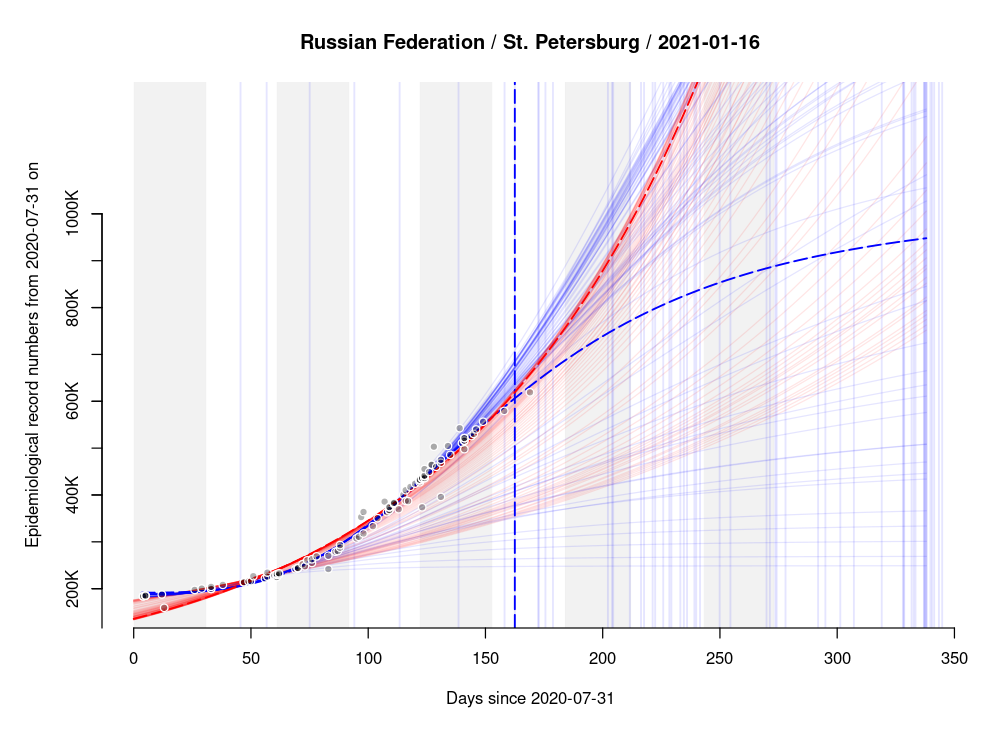 Russian Federation / St. Petersburg / 2021-01-16
Epidemiological record numbers from 2020-07-31 on
1000K
800K
600K
400K
200K
0 50 100 150 200 250 300 350
Days since 2020-07-31